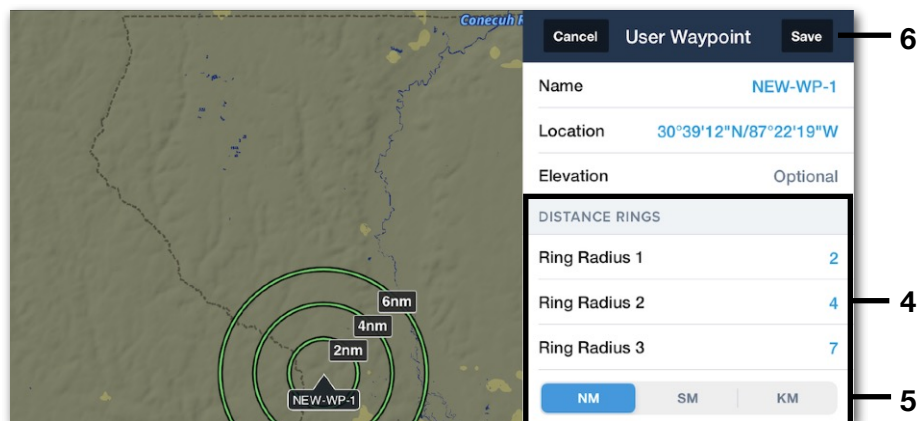 Conecuh R
6nm
4nm
2nm
NEW-WP-1
Cancel User Waypoint Save
Name NEW-WP-1
Location 30°39'12"N/87°22'19"W
Elevation Optional
DISTANCE RINGS
Ring Radius 1 2
Ring Radius 2 4
Ring Radius 3 7
NM SM KM
6
4
5